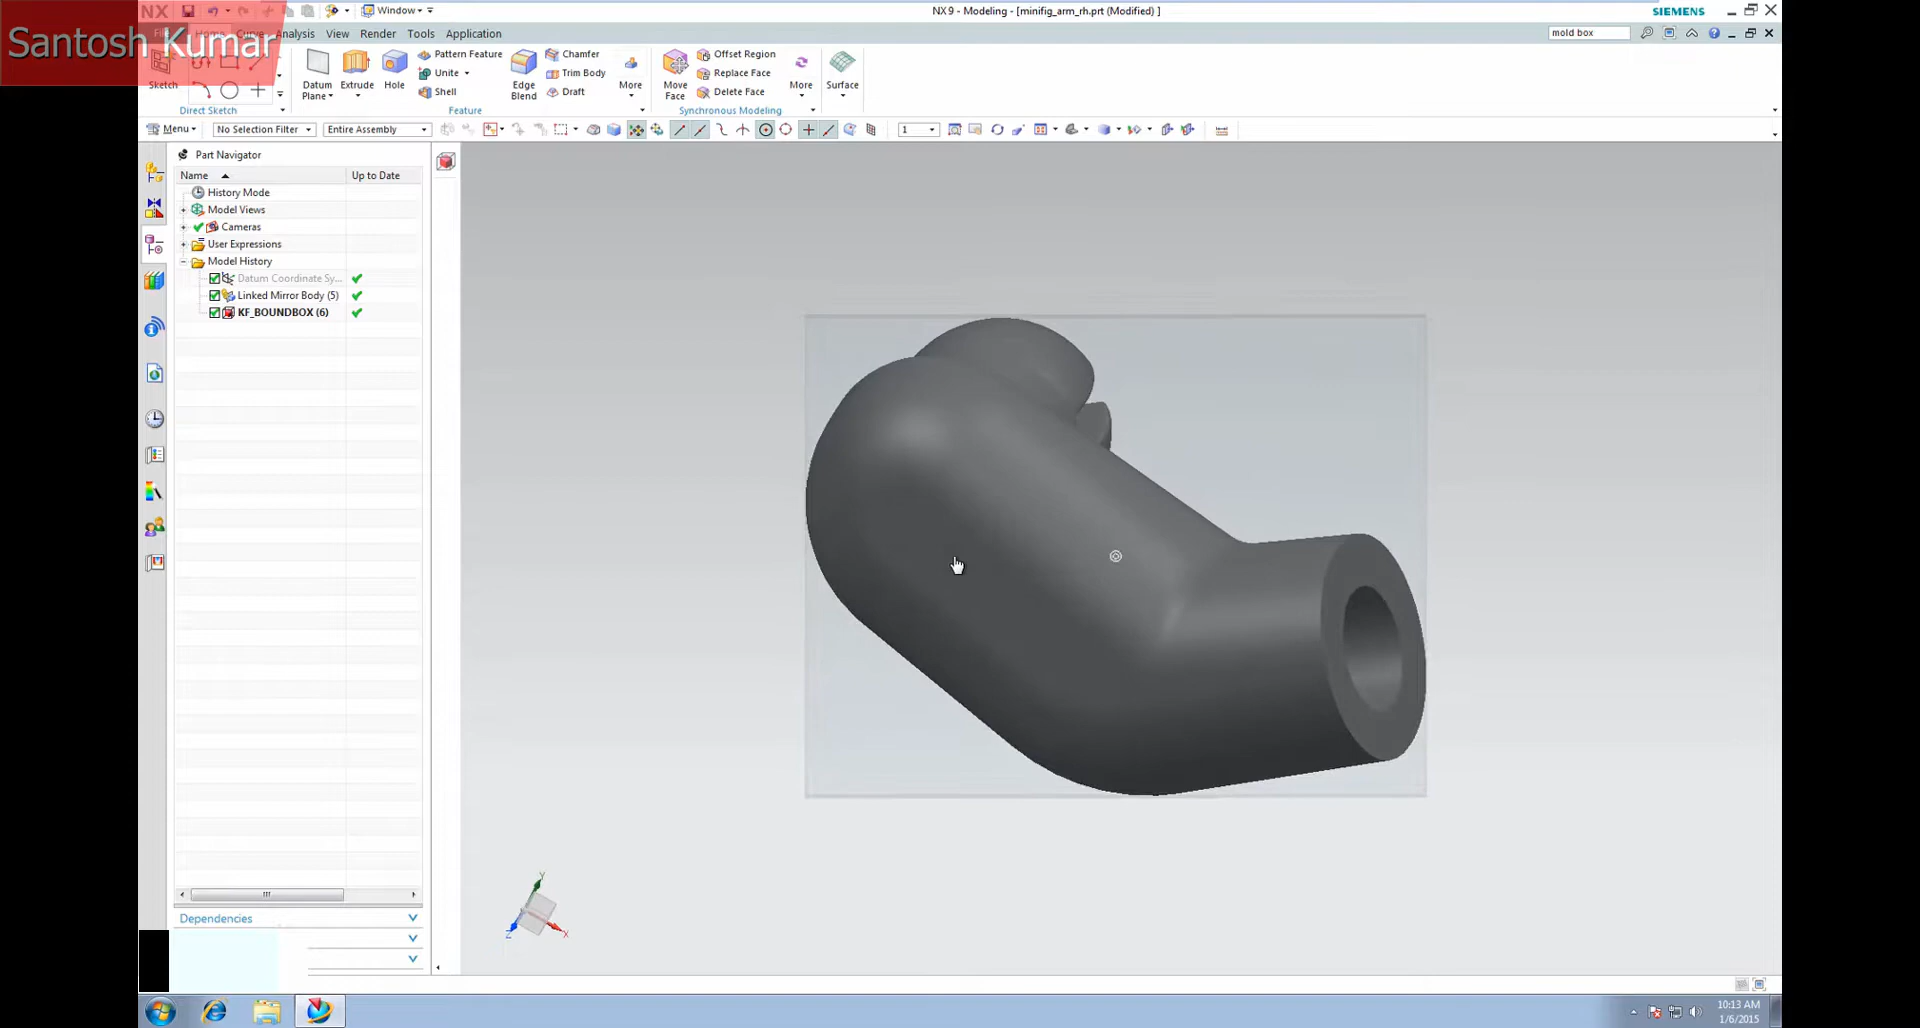 Santosh Kumar
NX
Window
NX 9 - Modeling - [minifig_arm_rh.prt (Modified) ]
SIEMENS
File Home Curve Analysis View Render Tools Application
mold box
Sketch
Direct Sketch
Datum Plane
Extrude
Hole
Pattern Feature
Unite
Shell
Edge Blend
Chamfer
Trim Body
Draft
More
Feature
Move Face
Offset Region
Replace Face
Delete Face
More
Synchronous Modeling
Surface
Menu
No Selection Filter
Entire Assembly
1
Part Navigator
Name
Up to Date
History Mode
Model Views
Cameras
User Expressions
Model History
Datum Coordinate Sy...
Linked Mirror Body (5)
KF_BOUNDBOX (6)
Dependencies
Y
Z
X
10:13 AM
1/6/2015